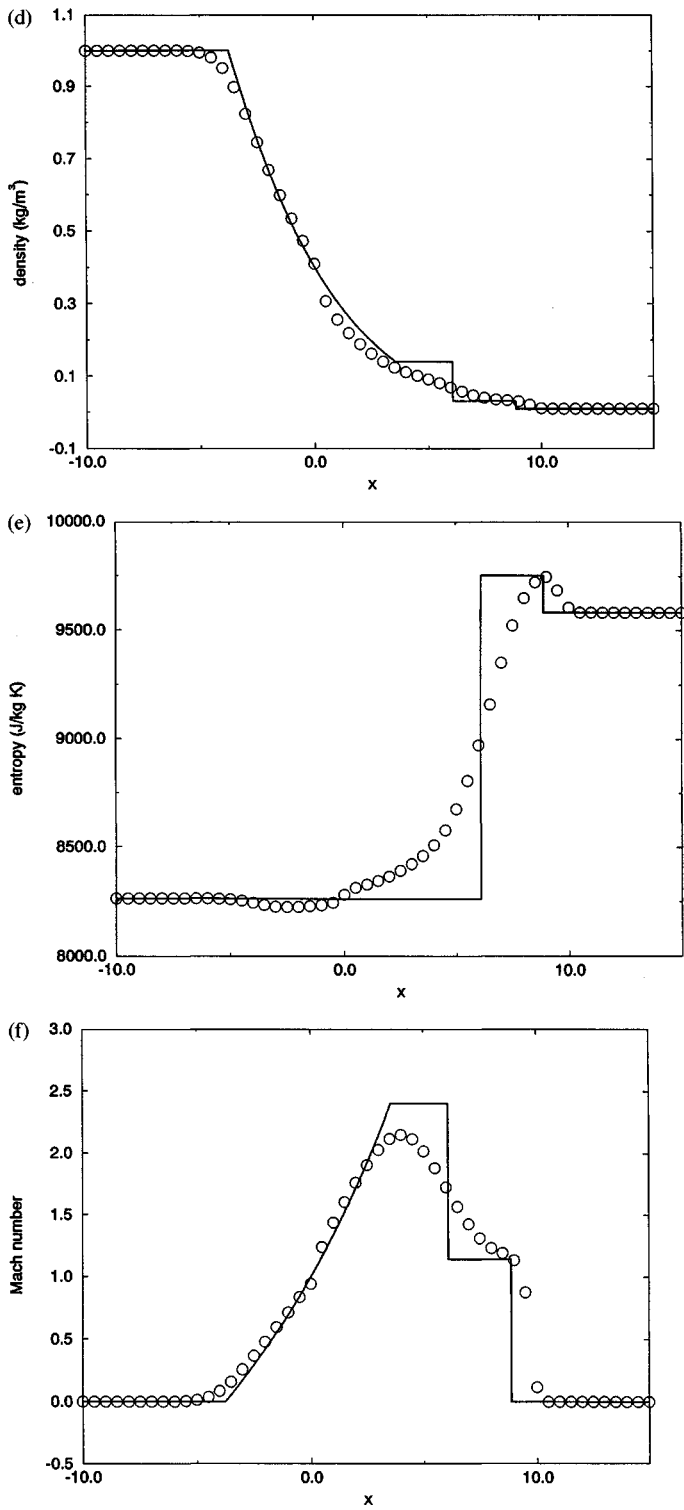 (d)
1.1
0.9
0.7
0.5
0.3
0.1
-0.1
density (kg/m³)
-10.0 0.0 10.0
x
(e)
10000.0
9500.0
9000.0
8500.0
8000.0
entropy (J/kg K)
-10.0 0.0 10.0
x
(f)
3.0
2.5
2.0
1.5
1.0
0.5
0.0
-0.5
Mach number
-10.0 0.0 10.0
x